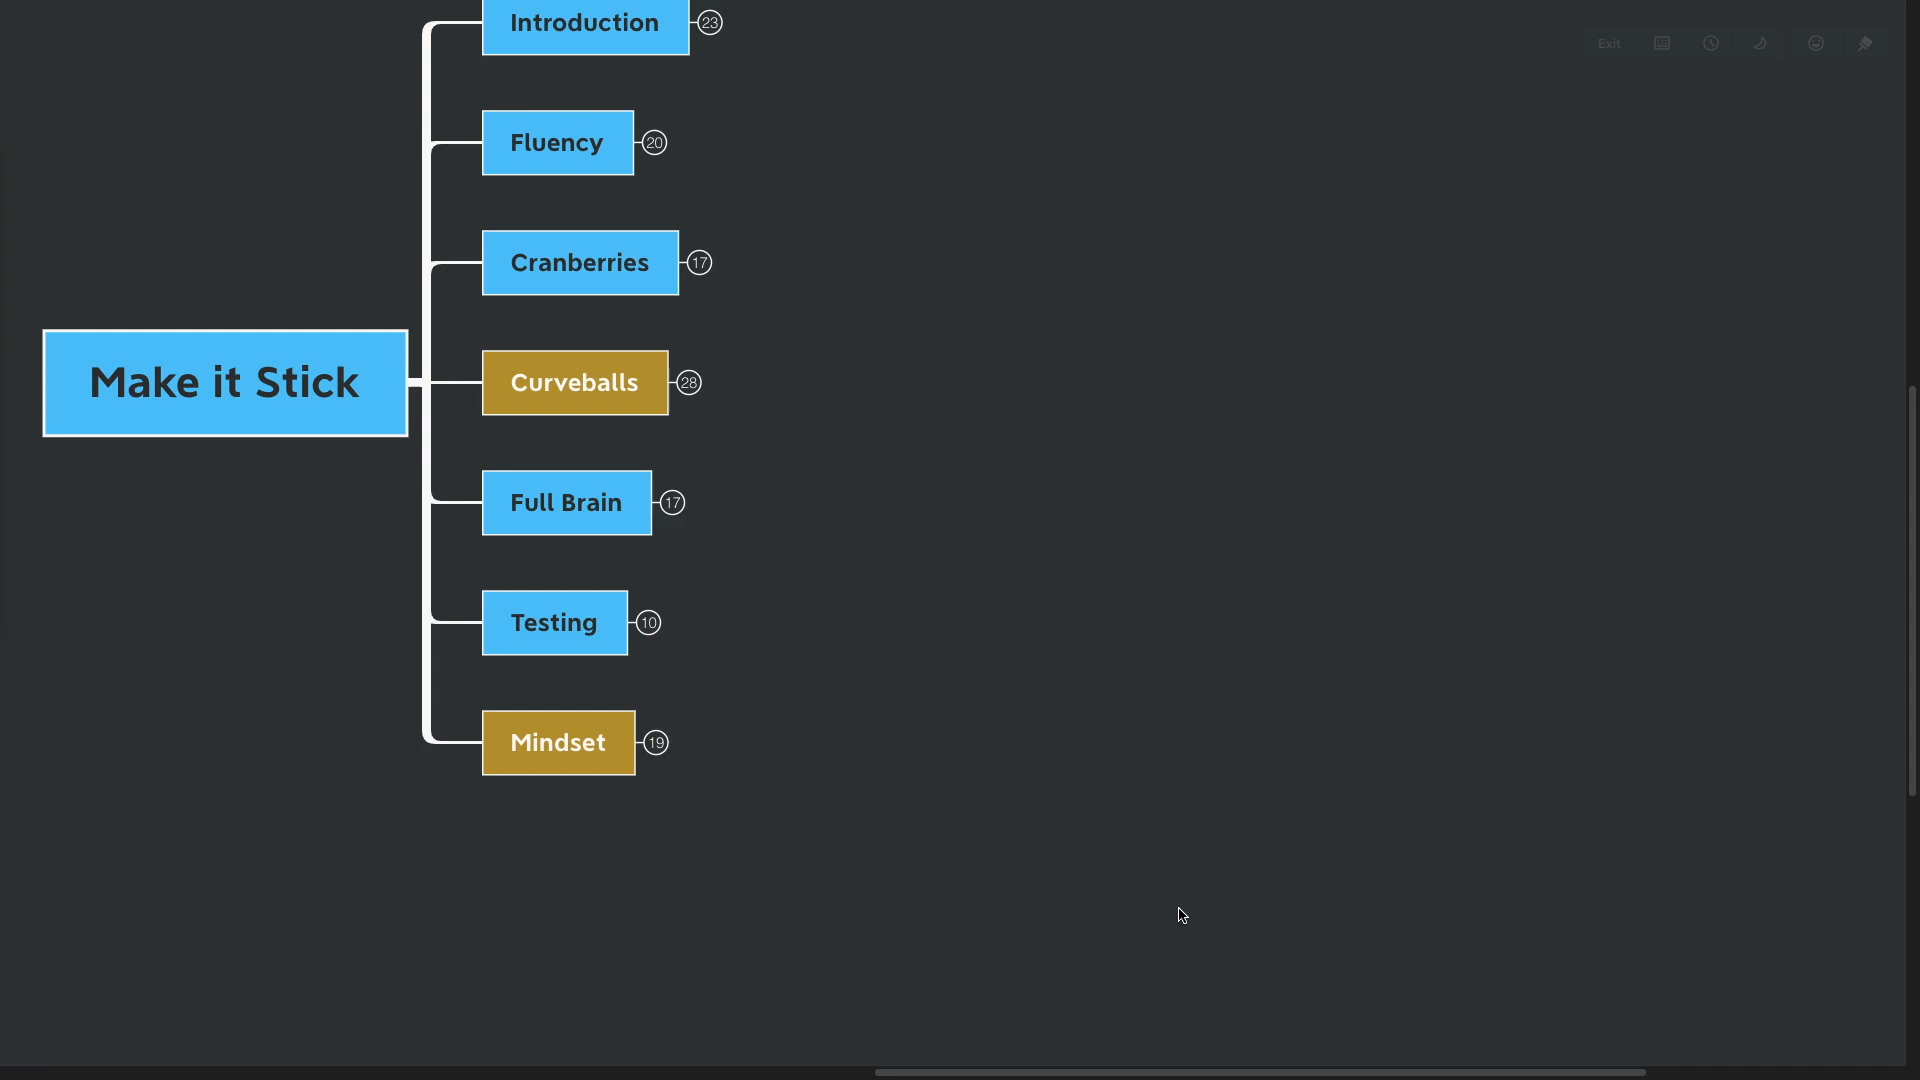 Introduction 23
Exit
Fluency 20
Cranberries 17
Make it Stick
Curveballs 28
Full Brain 17
Testing 10
Mindset 19